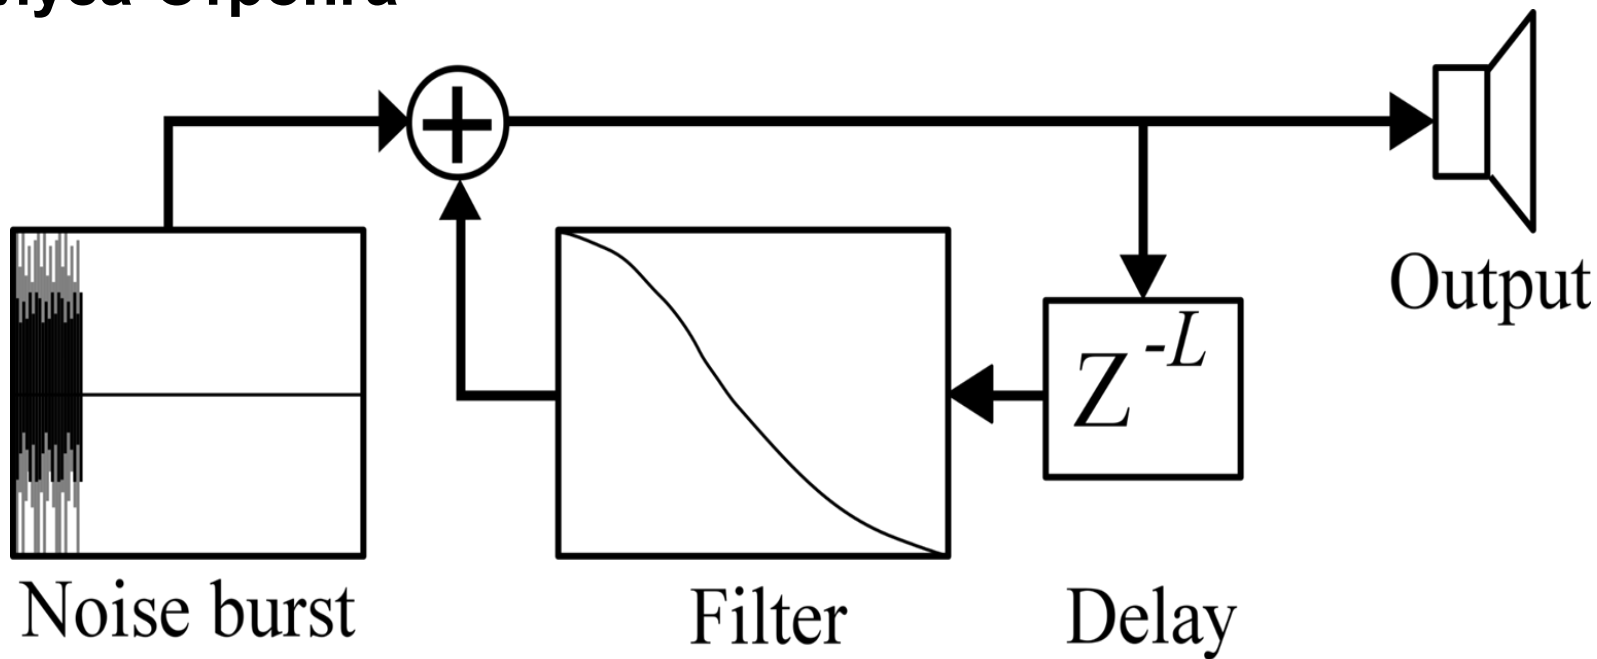 +
Output
Z^-L
Noise burst
Filter
Delay